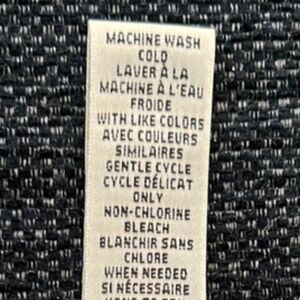 MACHINE WASH
COLD
LAVER À LA
MACHINE À L'EAU
FROIDE
WITH LIKE COLORS
AVEC COULEURS
SIMILAIRES
GENTLE CYCLE
CYCLE DÉLICAT
ONLY
NON-CHLORINE
BLEACH
BLANCHIR SANS
CHLORE
WHEN NEEDED
SI NÉCESSAIRE